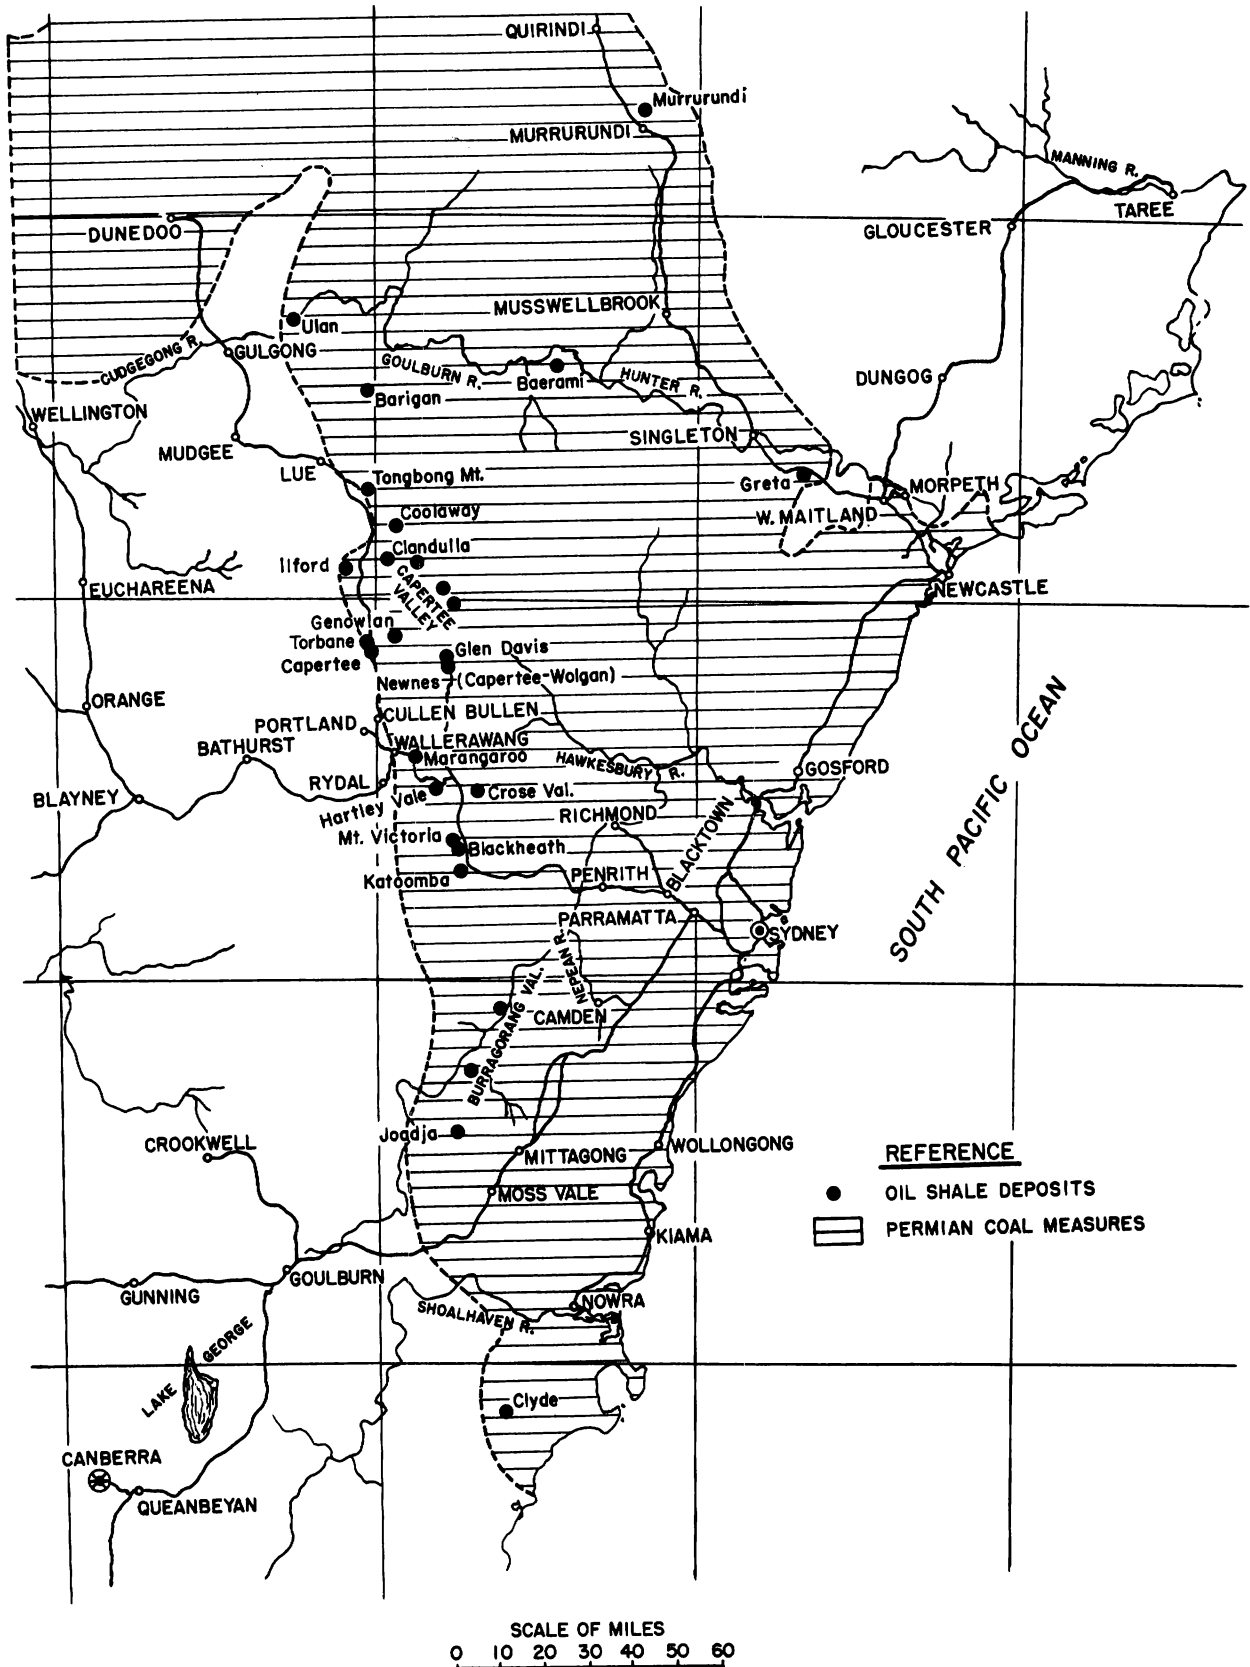 QUIRINDI
Murrurundi
MURRURUNDI
MANNING R.
TAREE
GLOUCESTER
DUNEDOO
MUSSWELLBROOK
Ulan
CUDGEGONG R.
GULGONG
GOULBURN R.
Baerami
HUNTER R.
DUNGOG
Barigan
WELLINGTON
MUDGEE
SINGLETON
LUE
Tongbong Mt.
Greta
MORPETH
Coolaway
W. MAITLAND
Clandulla
Ilford
CAPERTEE
VALLEY
EUCHAREENA
NEWCASTLE
Genowlan
Torbane
Glen Davis
Capertee
Newnes (Capertee-Wolgan)
ORANGE
CULLEN BULLEN
PORTLAND
WALLERAWANG
BATHURST
Marangaroo
HAWKESBURY R.
GOSFORD
RYDAL
BLAYNEY
Hartley Vale
Crose Val.
RICHMOND
BLACKTOWN
Mt. Victoria
Blackheath
Katoomba
PENRITH
PARRAMATTA
SYDNEY
SOUTH PACIFIC OCEAN
NEPEAN R.
BURRAGORANG VAL.
CAMDEN
Joadja
CROOKWELL
MITTAGONG
WOLLONGONG
MOSS VALE
KIAMA
REFERENCE
OIL SHALE DEPOSITS
PERMIAN COAL MEASURES
GOULBURN
GUNNING
SHOALHAVEN R.
NOWRA
LAKE GEORGE
Clyde
CANBERRA
QUEANBEYAN
SCALE OF MILES
0 10 20 30 40 50 60